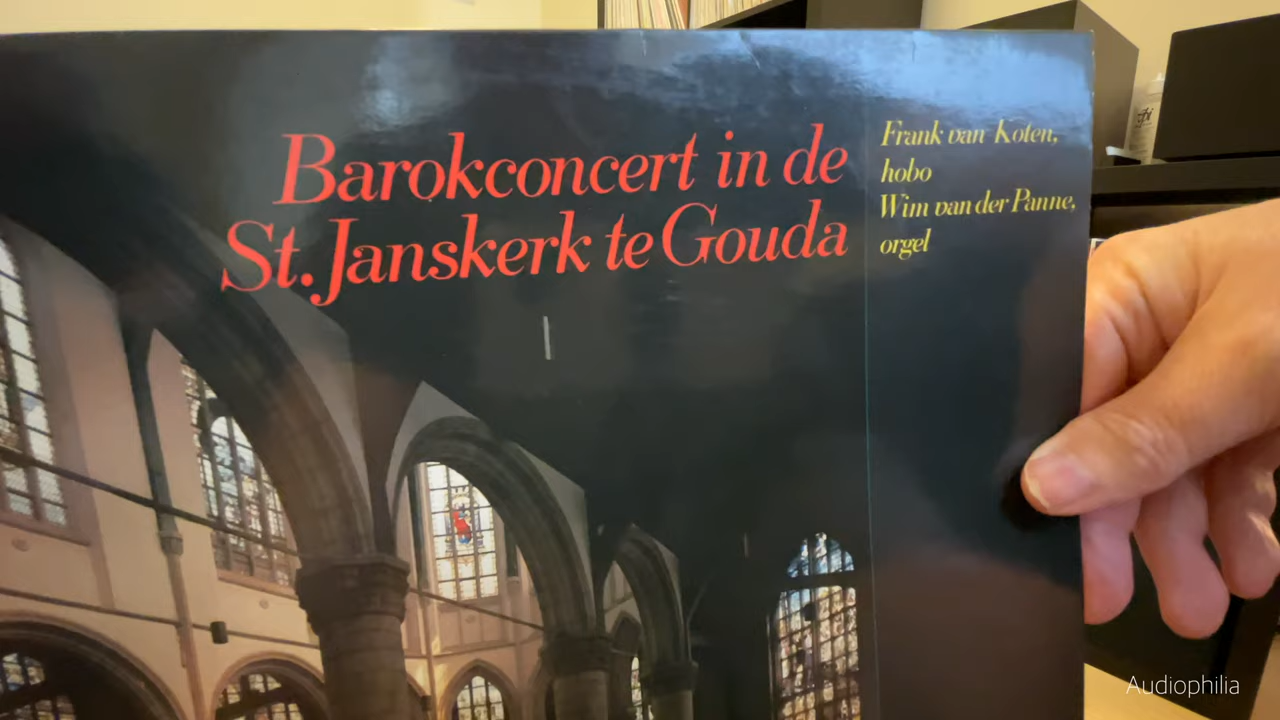 Barokconcert in de
St. Janskerk te Gouda
Frank van Koten,
hobo
Wim van der Panne,
orgel
Audiophilia